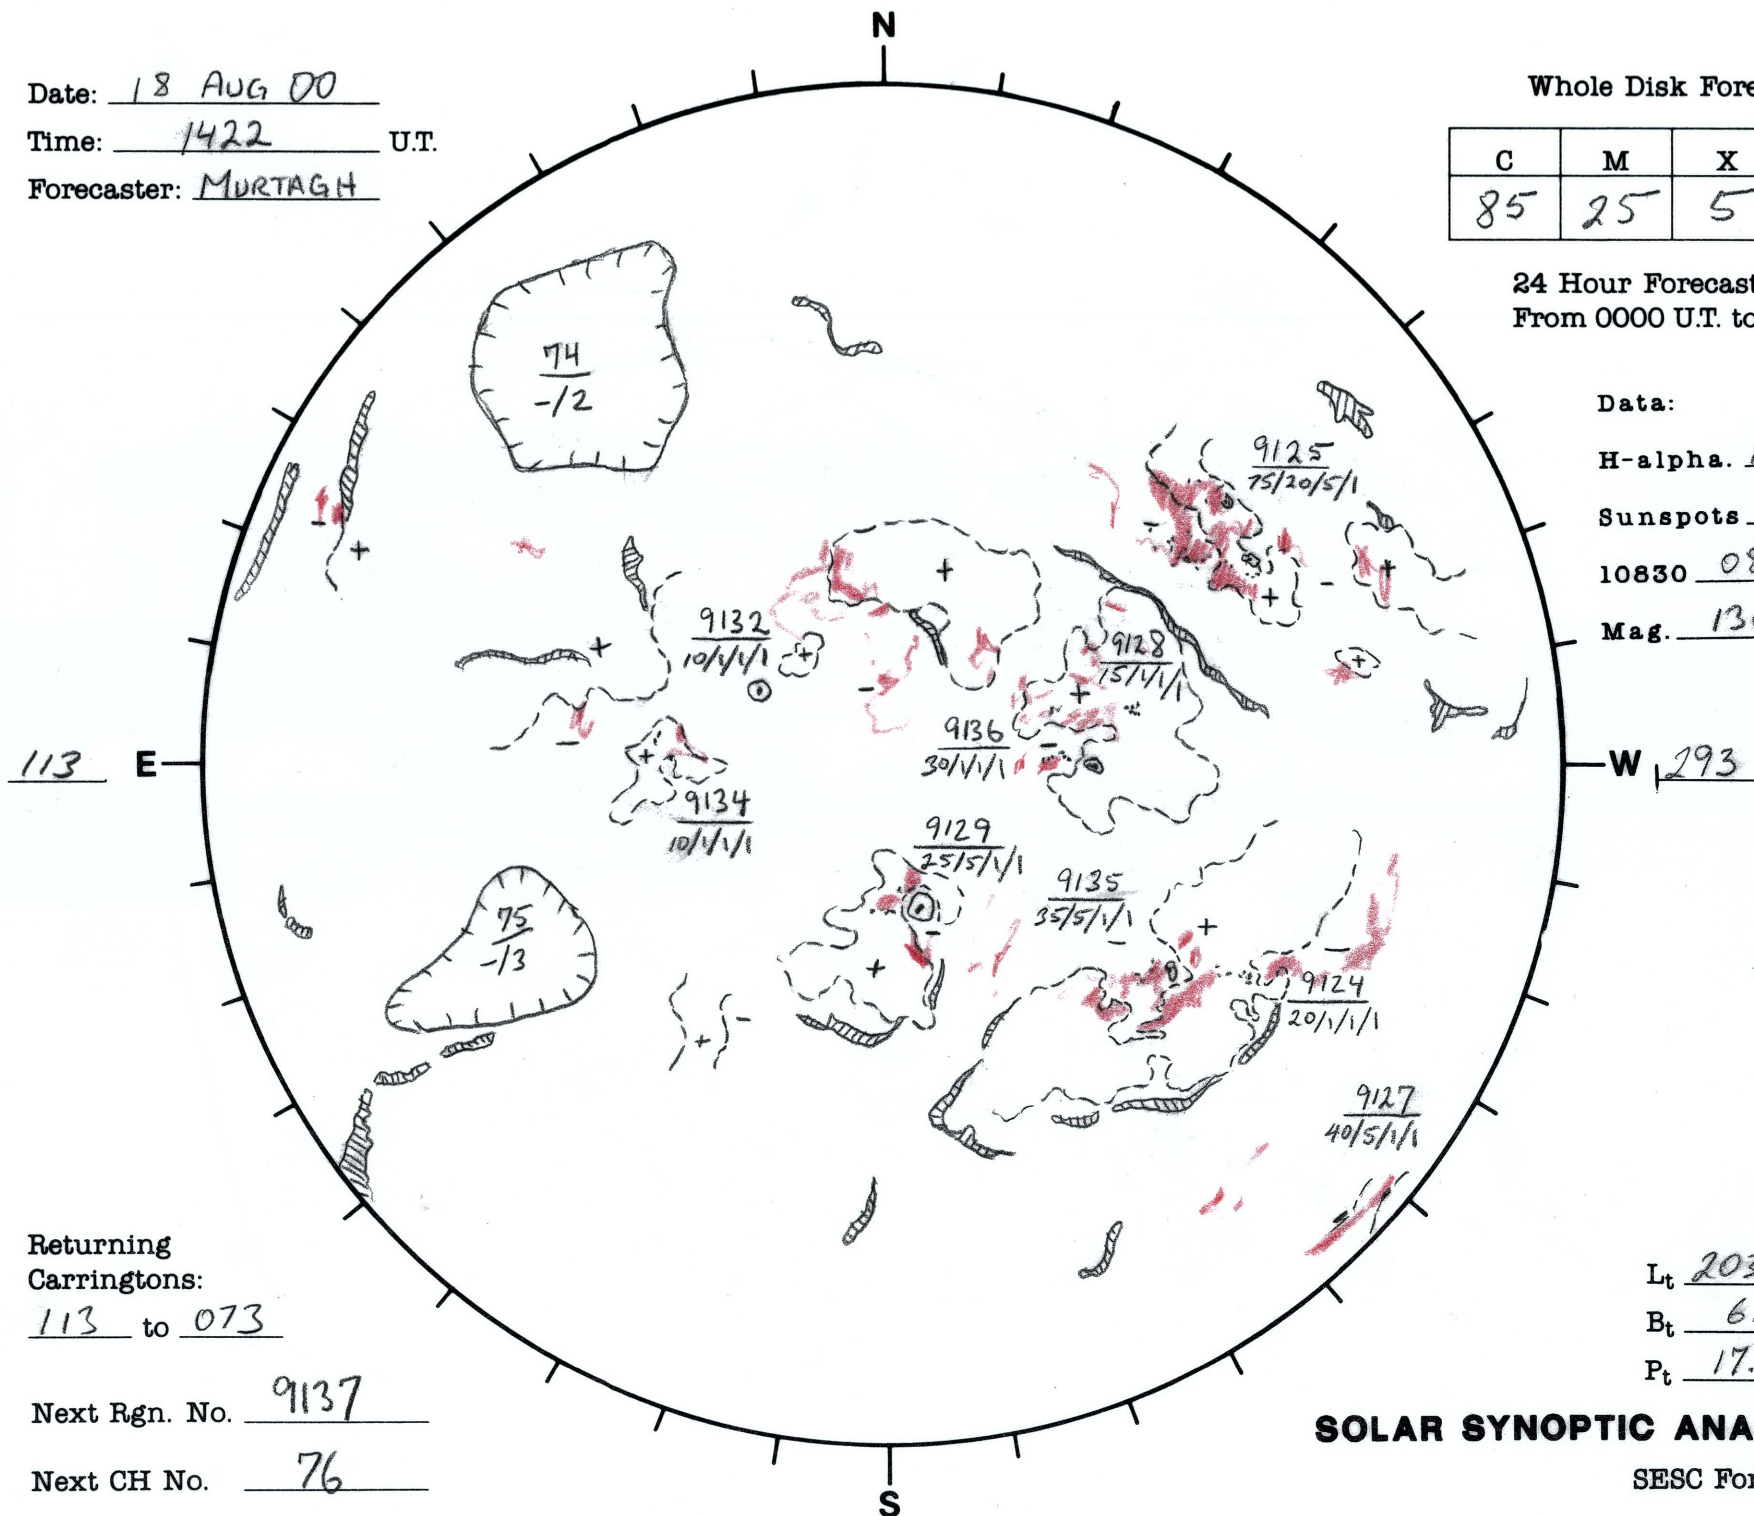 N
Date: 18 AUG 00
Time: 1422 U.T.
Forecaster: MURTAGH
Whole Disk Fore
C M X
85 25 5
24 Hour Forecast
From 0000 U.T. to
Data:
H-alpha.
Sunspots
10830 08
Mag. 13
74
-/2
9125
75/20/5/1
+
-
+
-
+
-
+
+
9132
10/1/1/1
+
+
9128
15/1/1/1
+
-
+
-
9136
30/1/1/1
-
113 E
W 293
+
9134
10/1/1/1
9129
25/5/1/1
9135
35/5/1/1
75
-/3
-
+
-
-
+
9124
20/1/1/1
+
-
9127
40/5/1/1
Returning
Carringtons:
113 to 073
Lt 203
Bt 6.
Pt 17.
Next Rgn. No. 9137
Next CH No. 76
SOLAR SYNOPTIC ANA
SESC For
S